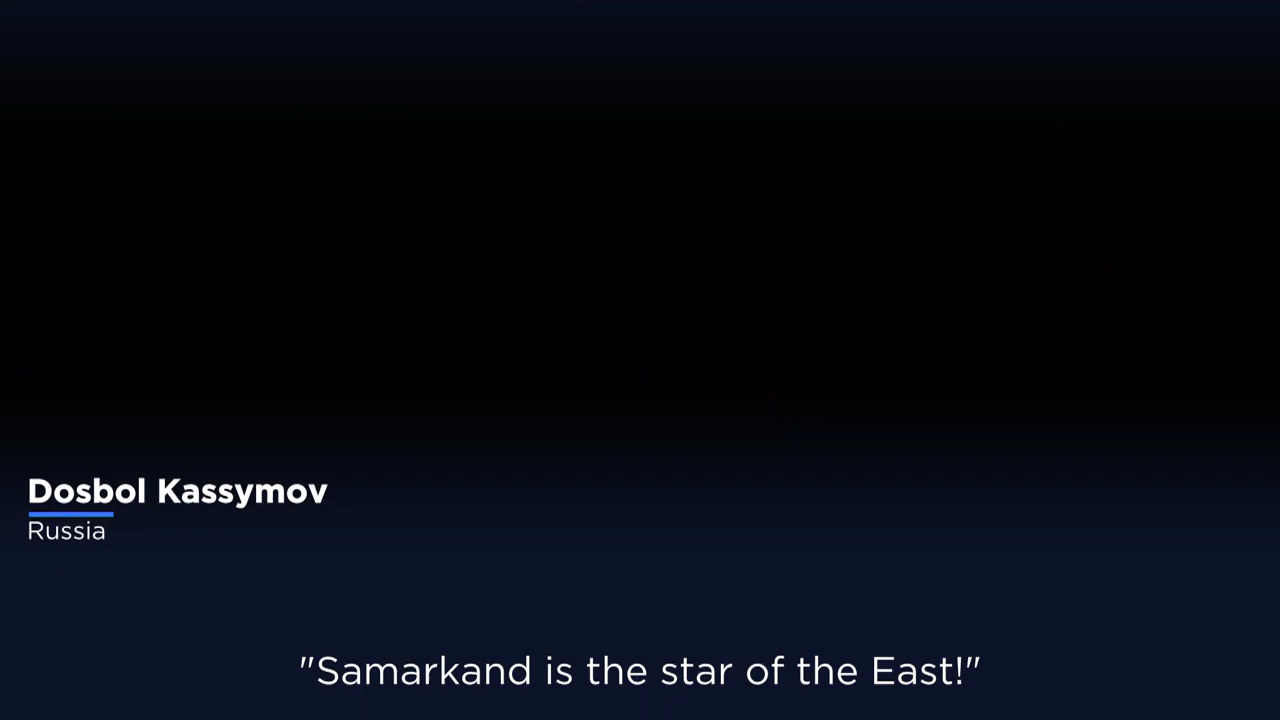 Dosbol Kassymov
Russia
"Samarkand is the star of the East!"